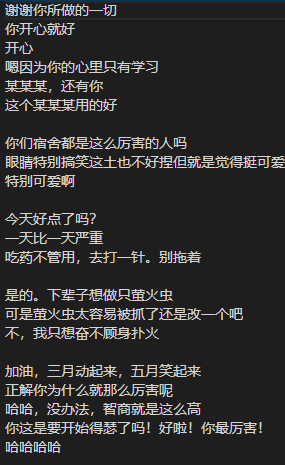 谢谢你所做的一切
你开心就好
开心
嗯因为你的心里只有学习
某某某，还有你
这个某某某用的好
你们宿舍都是这么厉害的人吗
眼睛特别搞笑这土也不好捏但就是觉得挺可爱
特别可爱啊
今天好点了吗？
一天比一天严重
吃药不管用，去打一针。别拖着
是的。下辈子想做只萤火虫
可是萤火虫太容易被抓了还是改一个吧
不，我只想奋不顾身扑火
加油，三月动起来，五月笑起来
正解你为什么就那么厉害呢
哈哈，没办法，智商就是这么高
你这是要开始得瑟了吗！好啦！你最厉害！
哈哈哈哈